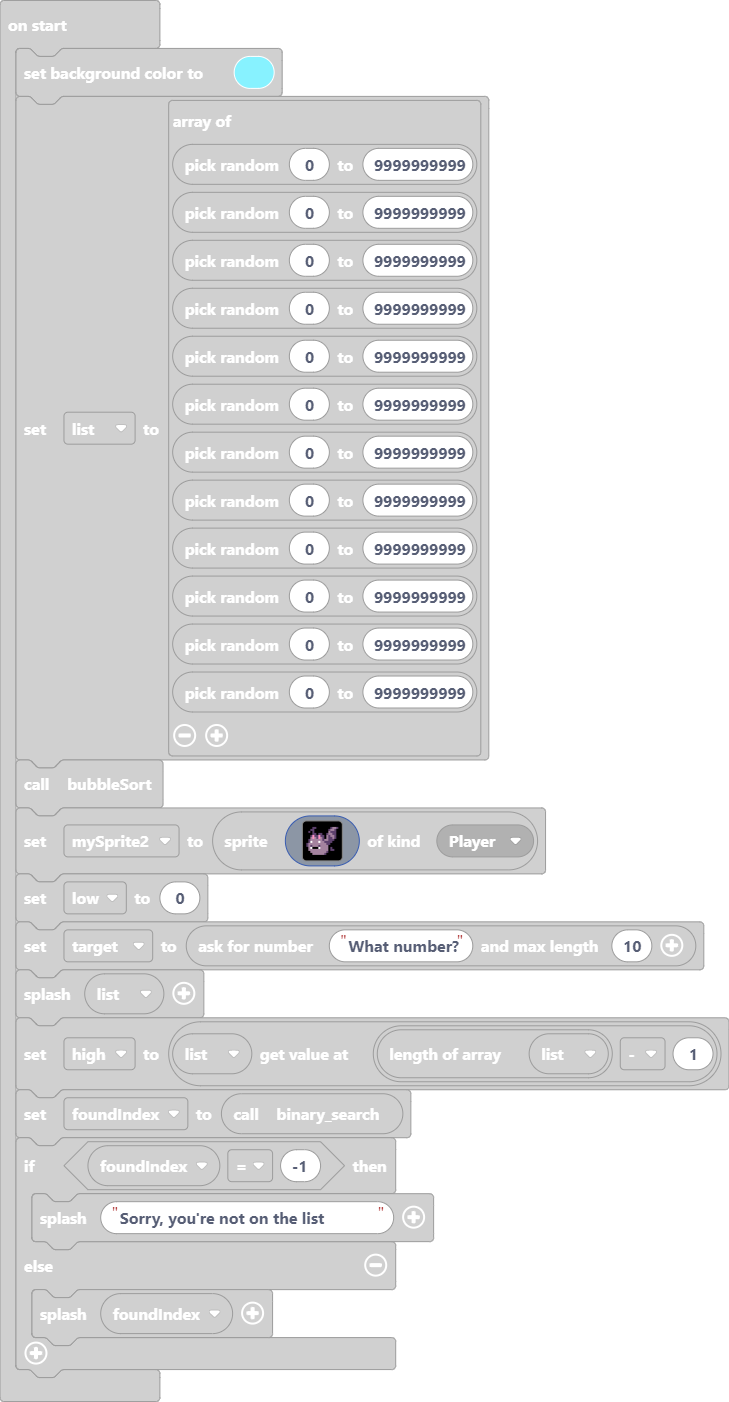 on start
set background color to
array of
pick random 0 to 9999999999
pick random 0 to 9999999999
pick random 0 to 9999999999
pick random 0 to 9999999999
pick random 0 to 9999999999
pick random 0 to 9999999999
set list to
pick random 0 to 9999999999
pick random 0 to 9999999999
pick random 0 to 9999999999
pick random 0 to 9999999999
pick random 0 to 9999999999
pick random 0 to 9999999999
call bubbleSort
set mySprite2 to sprite of kind Player
set low to 0
set target to ask for number "What number?" and max length 10
splash list
set high to list get value at length of array list - 1
set foundIndex to call binary_search
if foundIndex = -1 then
splash "Sorry, you're not on the list "
else
splash foundIndex